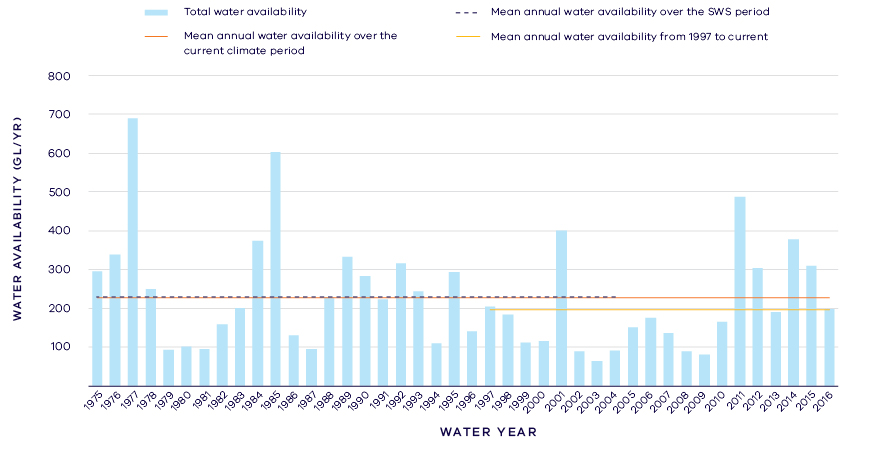 Total water availability
Mean annual water availability over the SWS period
Mean annual water availability over the
current climate period
Mean annual water availability from 1997 to current
WATER AVAILABILITY (GL/YR)
800
700
600
500
400
300
200
100
1975 1976 1977 1978 1979 1980 1981 1982 1983 1984 1985 1986 1987 1988 1989 1990 1991 1992 1993 1994 1995 1996 1997 1998 1999 2000 2001 2002 2003 2004 2005 2006 2007 2008 2009 2010 2011 2012 2013 2014 2015 2016
WATER YEAR